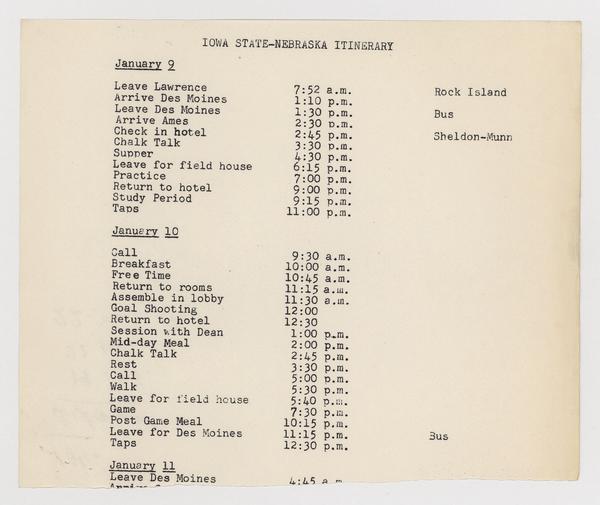 IOWA STATE-NEBRASKA ITINERARY
January 9
Leave Lawrence 7:52 a.m. Rock Island
Arrive Des Moines 1:10 p.m.
Leave Des Moines 1:30 p.m. Bus
Arrive Ames 2:30 p.m.
Check in hotel 2:45 p.m. Sheldon-Munn
Chalk Talk 3:30 p.m.
Supper 4:30 p.m.
Leave for field house 6:15 p.m.
Practice 7:00 p.m.
Return to hotel 9:00 p.m.
Study Period 9:15 p.m.
Taps 11:00 p.m.
January 10
Call 9:30 a.m.
Breakfast 10:00 a.m.
Free Time 10:45 a.m.
Return to rooms 11:15 a.m.
Assemble in lobby 11:30 a.m.
Goal Shooting 12:00
Return to hotel 12:30
Session with Dean 1:00 p.m.
Mid-day Meal 2:00 p.m.
Chalk Talk 2:45 p.m.
Rest 3:30 p.m.
Call 5:00 p.m.
Walk 5:30 p.m.
Leave for field house 5:40 p.m.
Game 7:30 p.m.
Post Game Meal 10:15 p.m.
Leave for Des Moines 11:15 p.m. Bus
Taps 12:30 p.m.
January 11
Leave Des Moines 4:45 a.m.